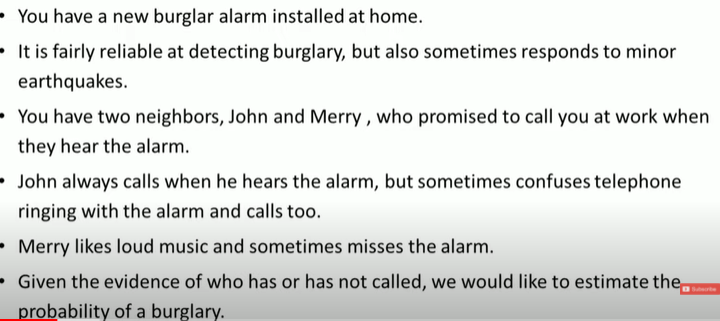 • You have a new burglar alarm installed at home.
• It is fairly reliable at detecting burglary, but also sometimes responds to minor
earthquakes.
• You have two neighbors, John and Merry , who promised to call you at work when
they hear the alarm.
• John always calls when he hears the alarm, but sometimes confuses telephone
ringing with the alarm and calls too.
• Merry likes loud music and sometimes misses the alarm.
• Given the evidence of who has or has not called, we would like to estimate the
Subscribe
probability of a burglary.